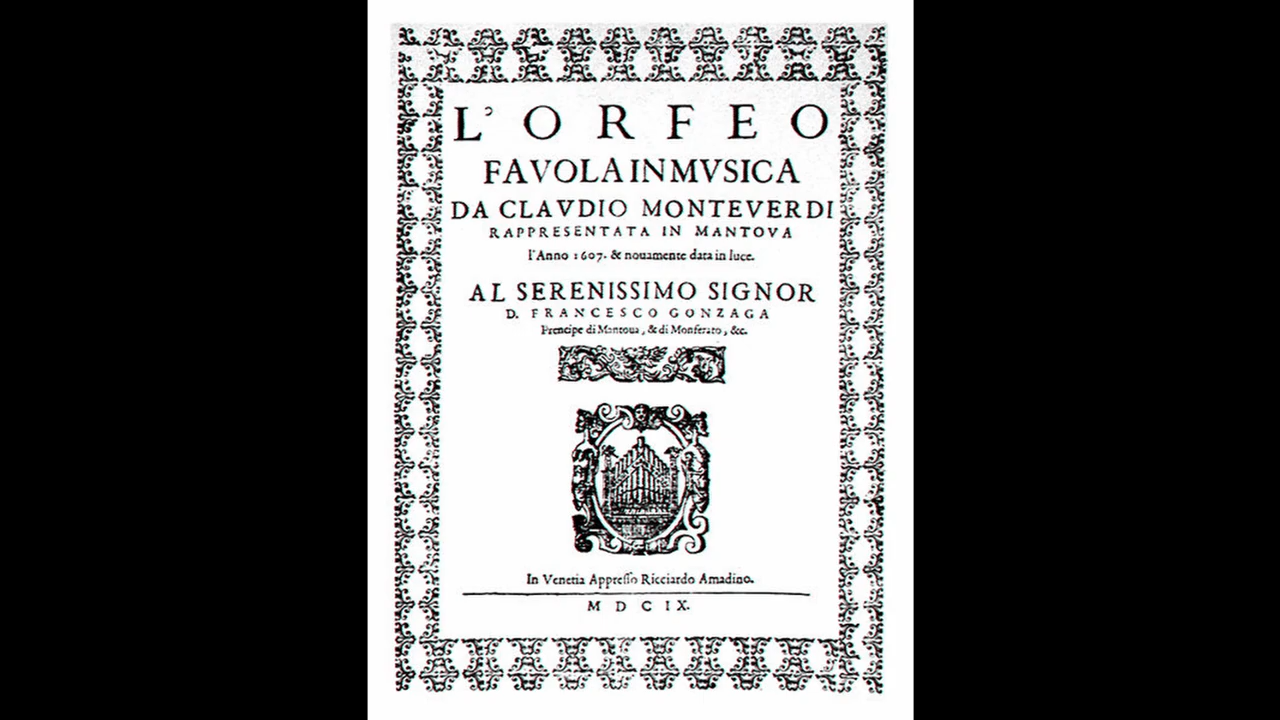 L'ORFEO
FAVOLA IN MVSICA
DA CLAVDIO MONTEVERDI
RAPPRESENTATA IN MANTOVA
l'Anno 1607. & nouamente data in luce.
AL SERENISSIMO SIGNOR
D. FRANCESCO GONZAGA
Prencipe di Mantoua, & di Monferato, &c.
In Venetia Appreſſo Ricciardo Amadino.
M D C IX.